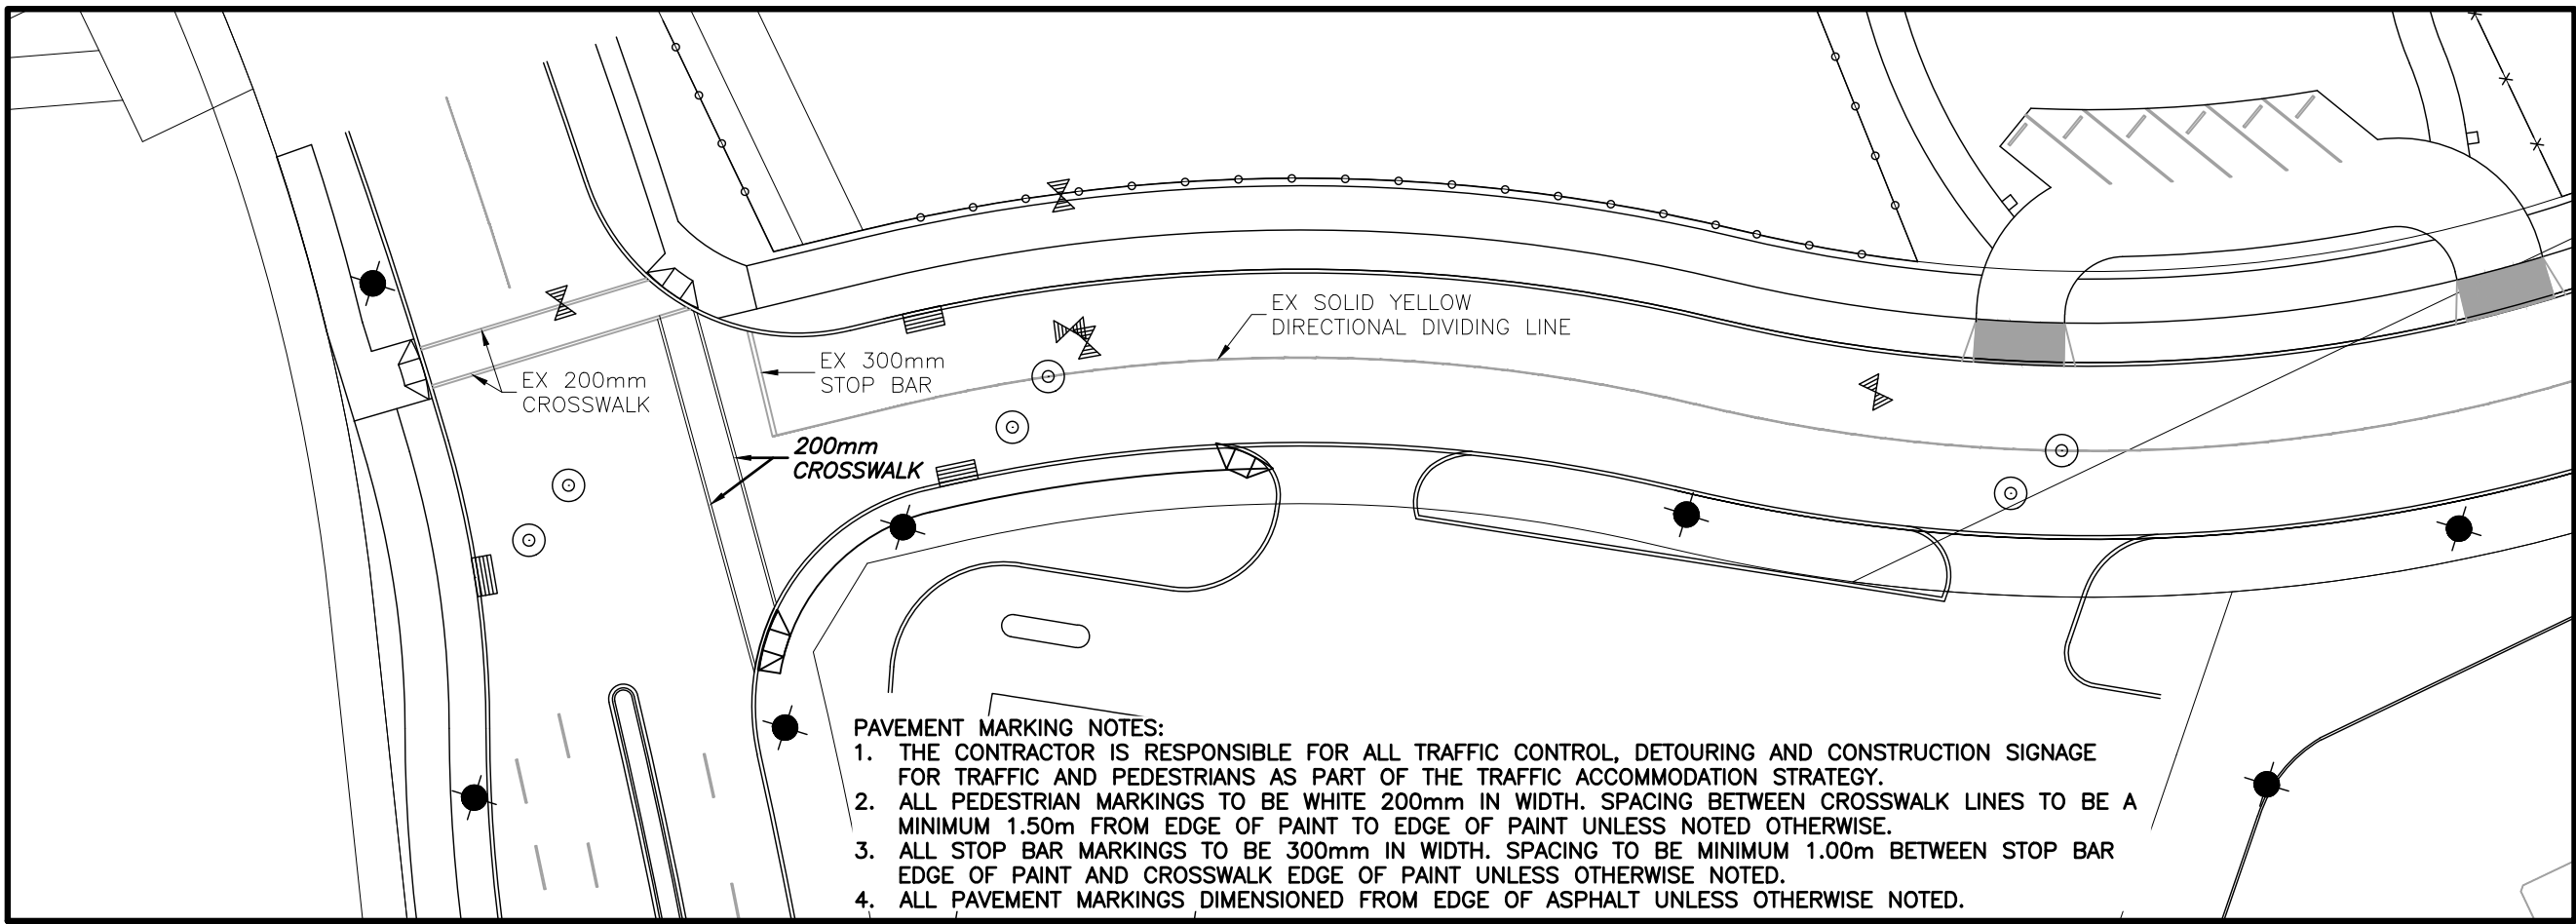 EX SOLID YELLOW
DIRECTIONAL DIVIDING LINE
EX 300mm
STOP BAR
EX 200mm
CROSSWALK
200mm
CROSSWALK
PAVEMENT MARKING NOTES:
1. THE CONTRACTOR IS RESPONSIBLE FOR ALL TRAFFIC CONTROL, DETOURING AND CONSTRUCTION SIGNAGE
FOR TRAFFIC AND PEDESTRIANS AS PART OF THE TRAFFIC ACCOMMODATION STRATEGY.
2. ALL PEDESTRIAN MARKINGS TO BE WHITE 200mm IN WIDTH. SPACING BETWEEN CROSSWALK LINES TO BE A
MINIMUM 1.50m FROM EDGE OF PAINT TO EDGE OF PAINT UNLESS NOTED OTHERWISE.
3. ALL STOP BAR MARKINGS TO BE 300mm IN WIDTH. SPACING TO BE MINIMUM 1.00m BETWEEN STOP BAR
EDGE OF PAINT AND CROSSWALK EDGE OF PAINT UNLESS OTHERWISE NOTED.
4. ALL PAVEMENT MARKINGS DIMENSIONED FROM EDGE OF ASPHALT UNLESS OTHERWISE NOTED.